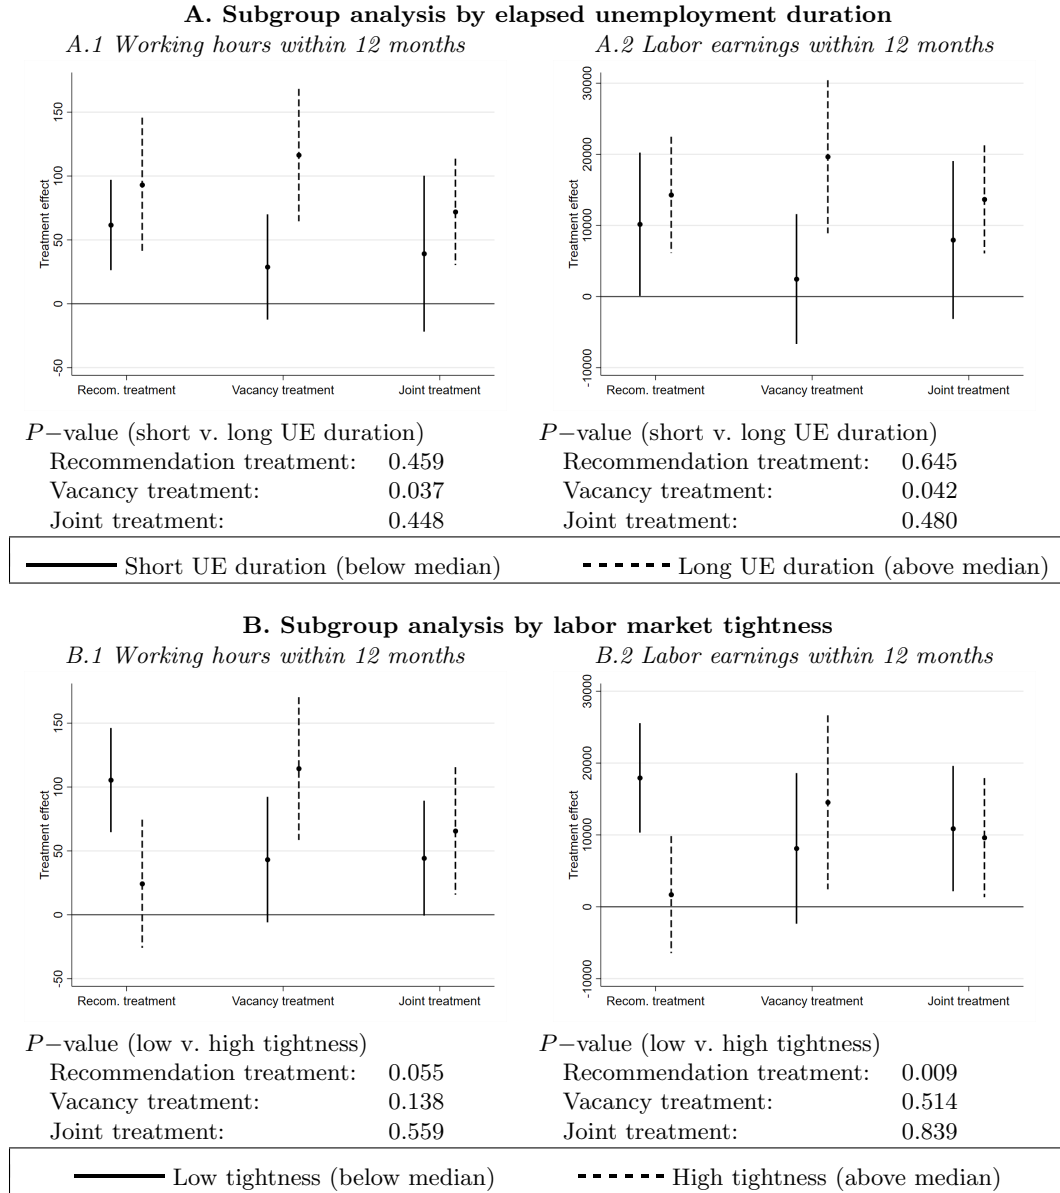 A. Subgroup analysis by elapsed unemployment duration
A.1 Working hours within 12 months
Treatment effect
150
100
50
0
-50
Recom. treatment Vacancy treatment Joint treatment
A.2 Labor earnings within 12 months
Treatment effect
30000
20000
10000
0
-10000
Recom. treatment Vacancy treatment Joint treatment
P−value (short v. long UE duration)
Recommendation treatment: 0.459
Vacancy treatment: 0.037
Joint treatment: 0.448
P−value (short v. long UE duration)
Recommendation treatment: 0.645
Vacancy treatment: 0.042
Joint treatment: 0.480
Short UE duration (below median) Long UE duration (above median)
B. Subgroup analysis by labor market tightness
B.1 Working hours within 12 months
Treatment effect
150
100
50
0
-50
Recom. treatment Vacancy treatment Joint treatment
B.2 Labor earnings within 12 months
Treatment effect
30000
20000
10000
0
-10000
Recom. treatment Vacancy treatment Joint treatment
P−value (low v. high tightness)
Recommendation treatment: 0.055
Vacancy treatment: 0.138
Joint treatment: 0.559
P−value (low v. high tightness)
Recommendation treatment: 0.009
Vacancy treatment: 0.514
Joint treatment: 0.839
Low tightness (below median) High tightness (above median)